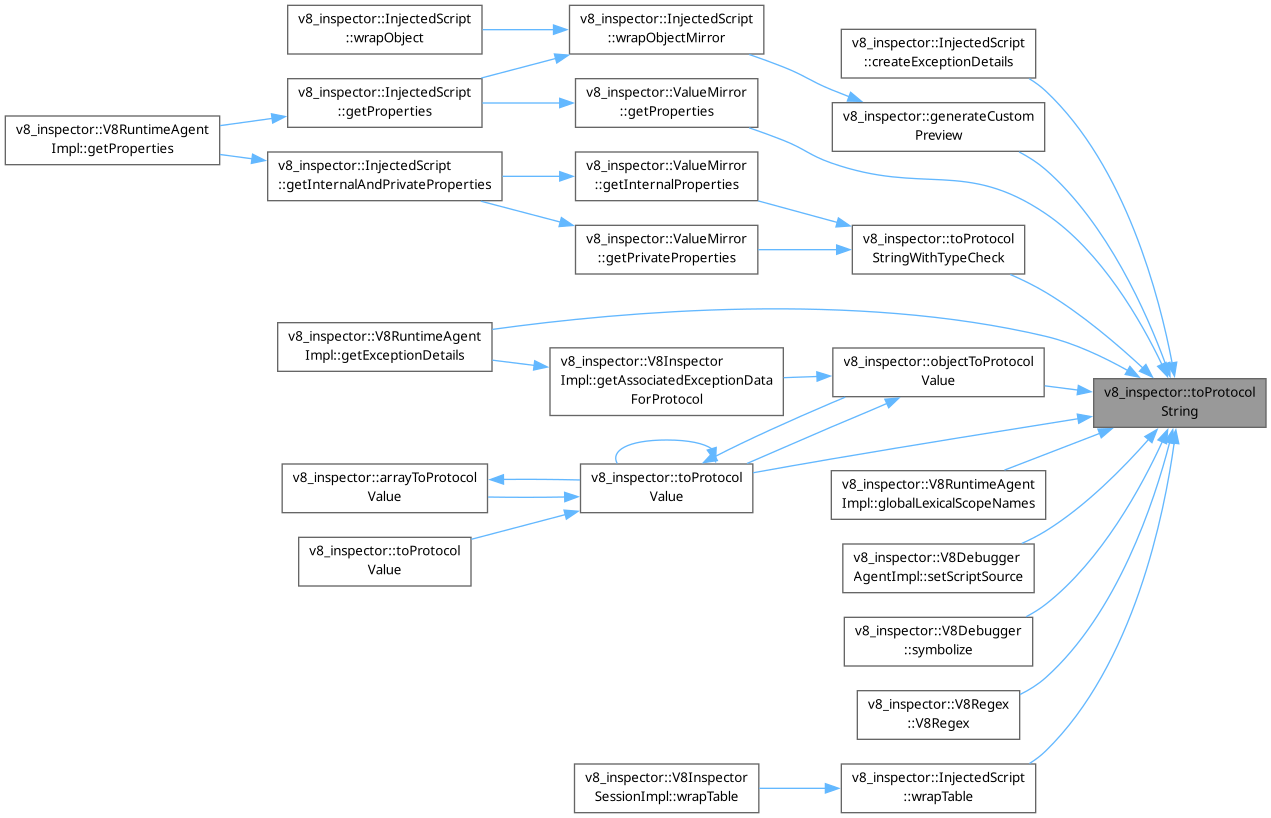 v8_inspector::InjectedScript
::wrapObject
v8_inspector::InjectedScript
::wrapObjectMirror
v8_inspector::InjectedScript
::createExceptionDetails
v8_inspector::InjectedScript
::getProperties
v8_inspector::ValueMirror
::getProperties
v8_inspector::generateCustom
Preview
v8_inspector::V8RuntimeAgent
Impl::getProperties
v8_inspector::InjectedScript
::getInternalAndPrivateProperties
v8_inspector::ValueMirror
::getInternalProperties
v8_inspector::ValueMirror
::getPrivateProperties
v8_inspector::toProtocol
StringWithTypeCheck
v8_inspector::V8RuntimeAgent
Impl::getExceptionDetails
v8_inspector::V8Inspector
Impl::getAssociatedExceptionData
ForProtocol
v8_inspector::objectToProtocol
Value
v8_inspector::toProtocol
String
v8_inspector::arrayToProtocol
Value
v8_inspector::toProtocol
Value
v8_inspector::V8RuntimeAgent
Impl::globalLexicalScopeNames
v8_inspector::toProtocol
Value
v8_inspector::V8Debugger
AgentImpl::setScriptSource
v8_inspector::V8Debugger
::symbolize
v8_inspector::V8Regex
::V8Regex
v8_inspector::V8Inspector
SessionImpl::wrapTable
v8_inspector::InjectedScript
::wrapTable